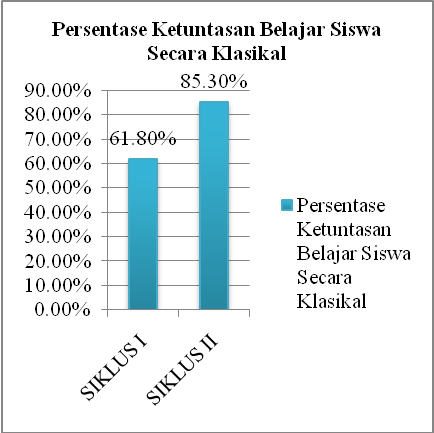 Persentase Ketuntasan Belajar Siswa
Secara Klasikal
90.00%
80.00%
70.00%
60.00%
50.00%
40.00%
30.00%
20.00%
10.00%
0.00%
61.80%
85.30%
SIKLUS I
SIKLUS II
Persentase
Ketuntasan
Belajar Siswa
Secara
Klasikal